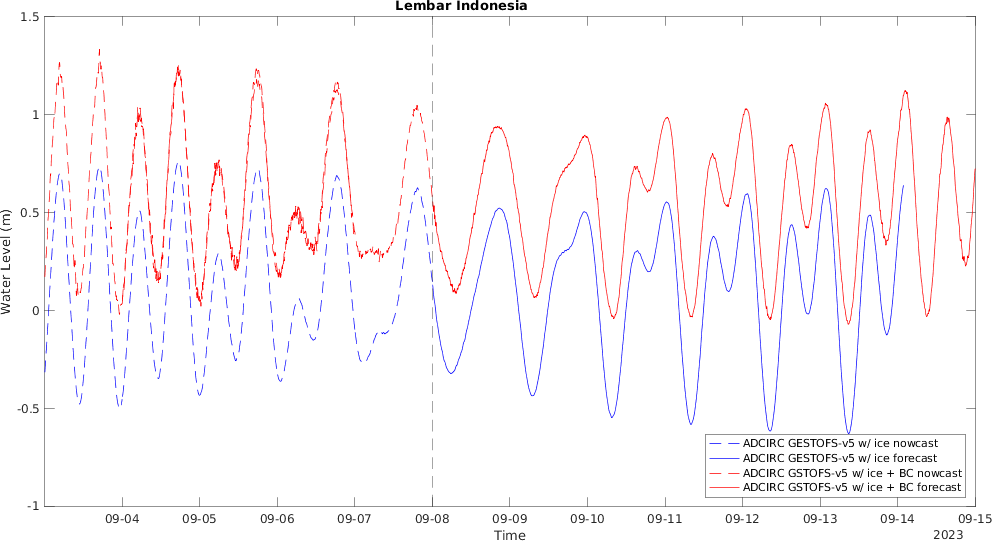 Lembar Indonesia
1.5
1
0.5
0
-0.5
-1
Water Level (m)
09-04 09-05 09-06 09-07 09-08 09-09 09-10 09-11 09-12 09-13 09-14 09-15
Time
2023
ADCIRC GESTOFS-v5 w/ ice nowcast
ADCIRC GESTOFS-v5 w/ ice forecast
ADCIRC GSTOFS-v5 w/ ice + BC nowcast
ADCIRC GSTOFS-v5 w/ ice + BC forecast